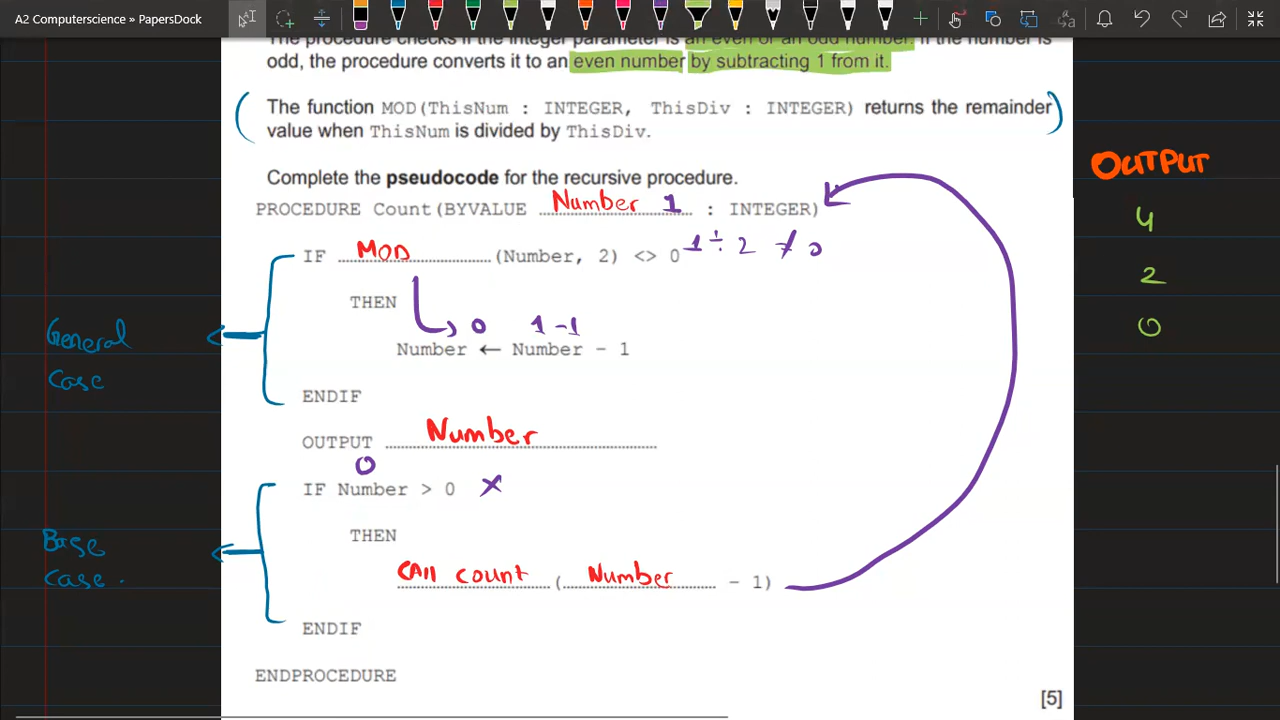 A2 Computerscience » PapersDock
The procedure checks if the integer parameter is an even or an odd number. If the number is
odd, the procedure converts it to an even number by subtracting 1 from it.
The function MOD(ThisNum : INTEGER, ThisDiv : INTEGER) returns the remainder
value when ThisNum is divided by ThisDiv.
OUTPUT
4
2
0
Complete the pseudocode for the recursive procedure.
PROCEDURE Count(BYVALUE Number 1 : INTEGER)
IF MOD (Number, 2) <> 0 1 ÷ 2 ≠ 0
THEN
0 1 -1
Number ← Number - 1
General
Case
ENDIF
OUTPUT Number
0
IF Number > 0 ×
THEN
Base
Case .
CAll count ( Number - 1)
ENDIF
ENDPROCEDURE
[5]